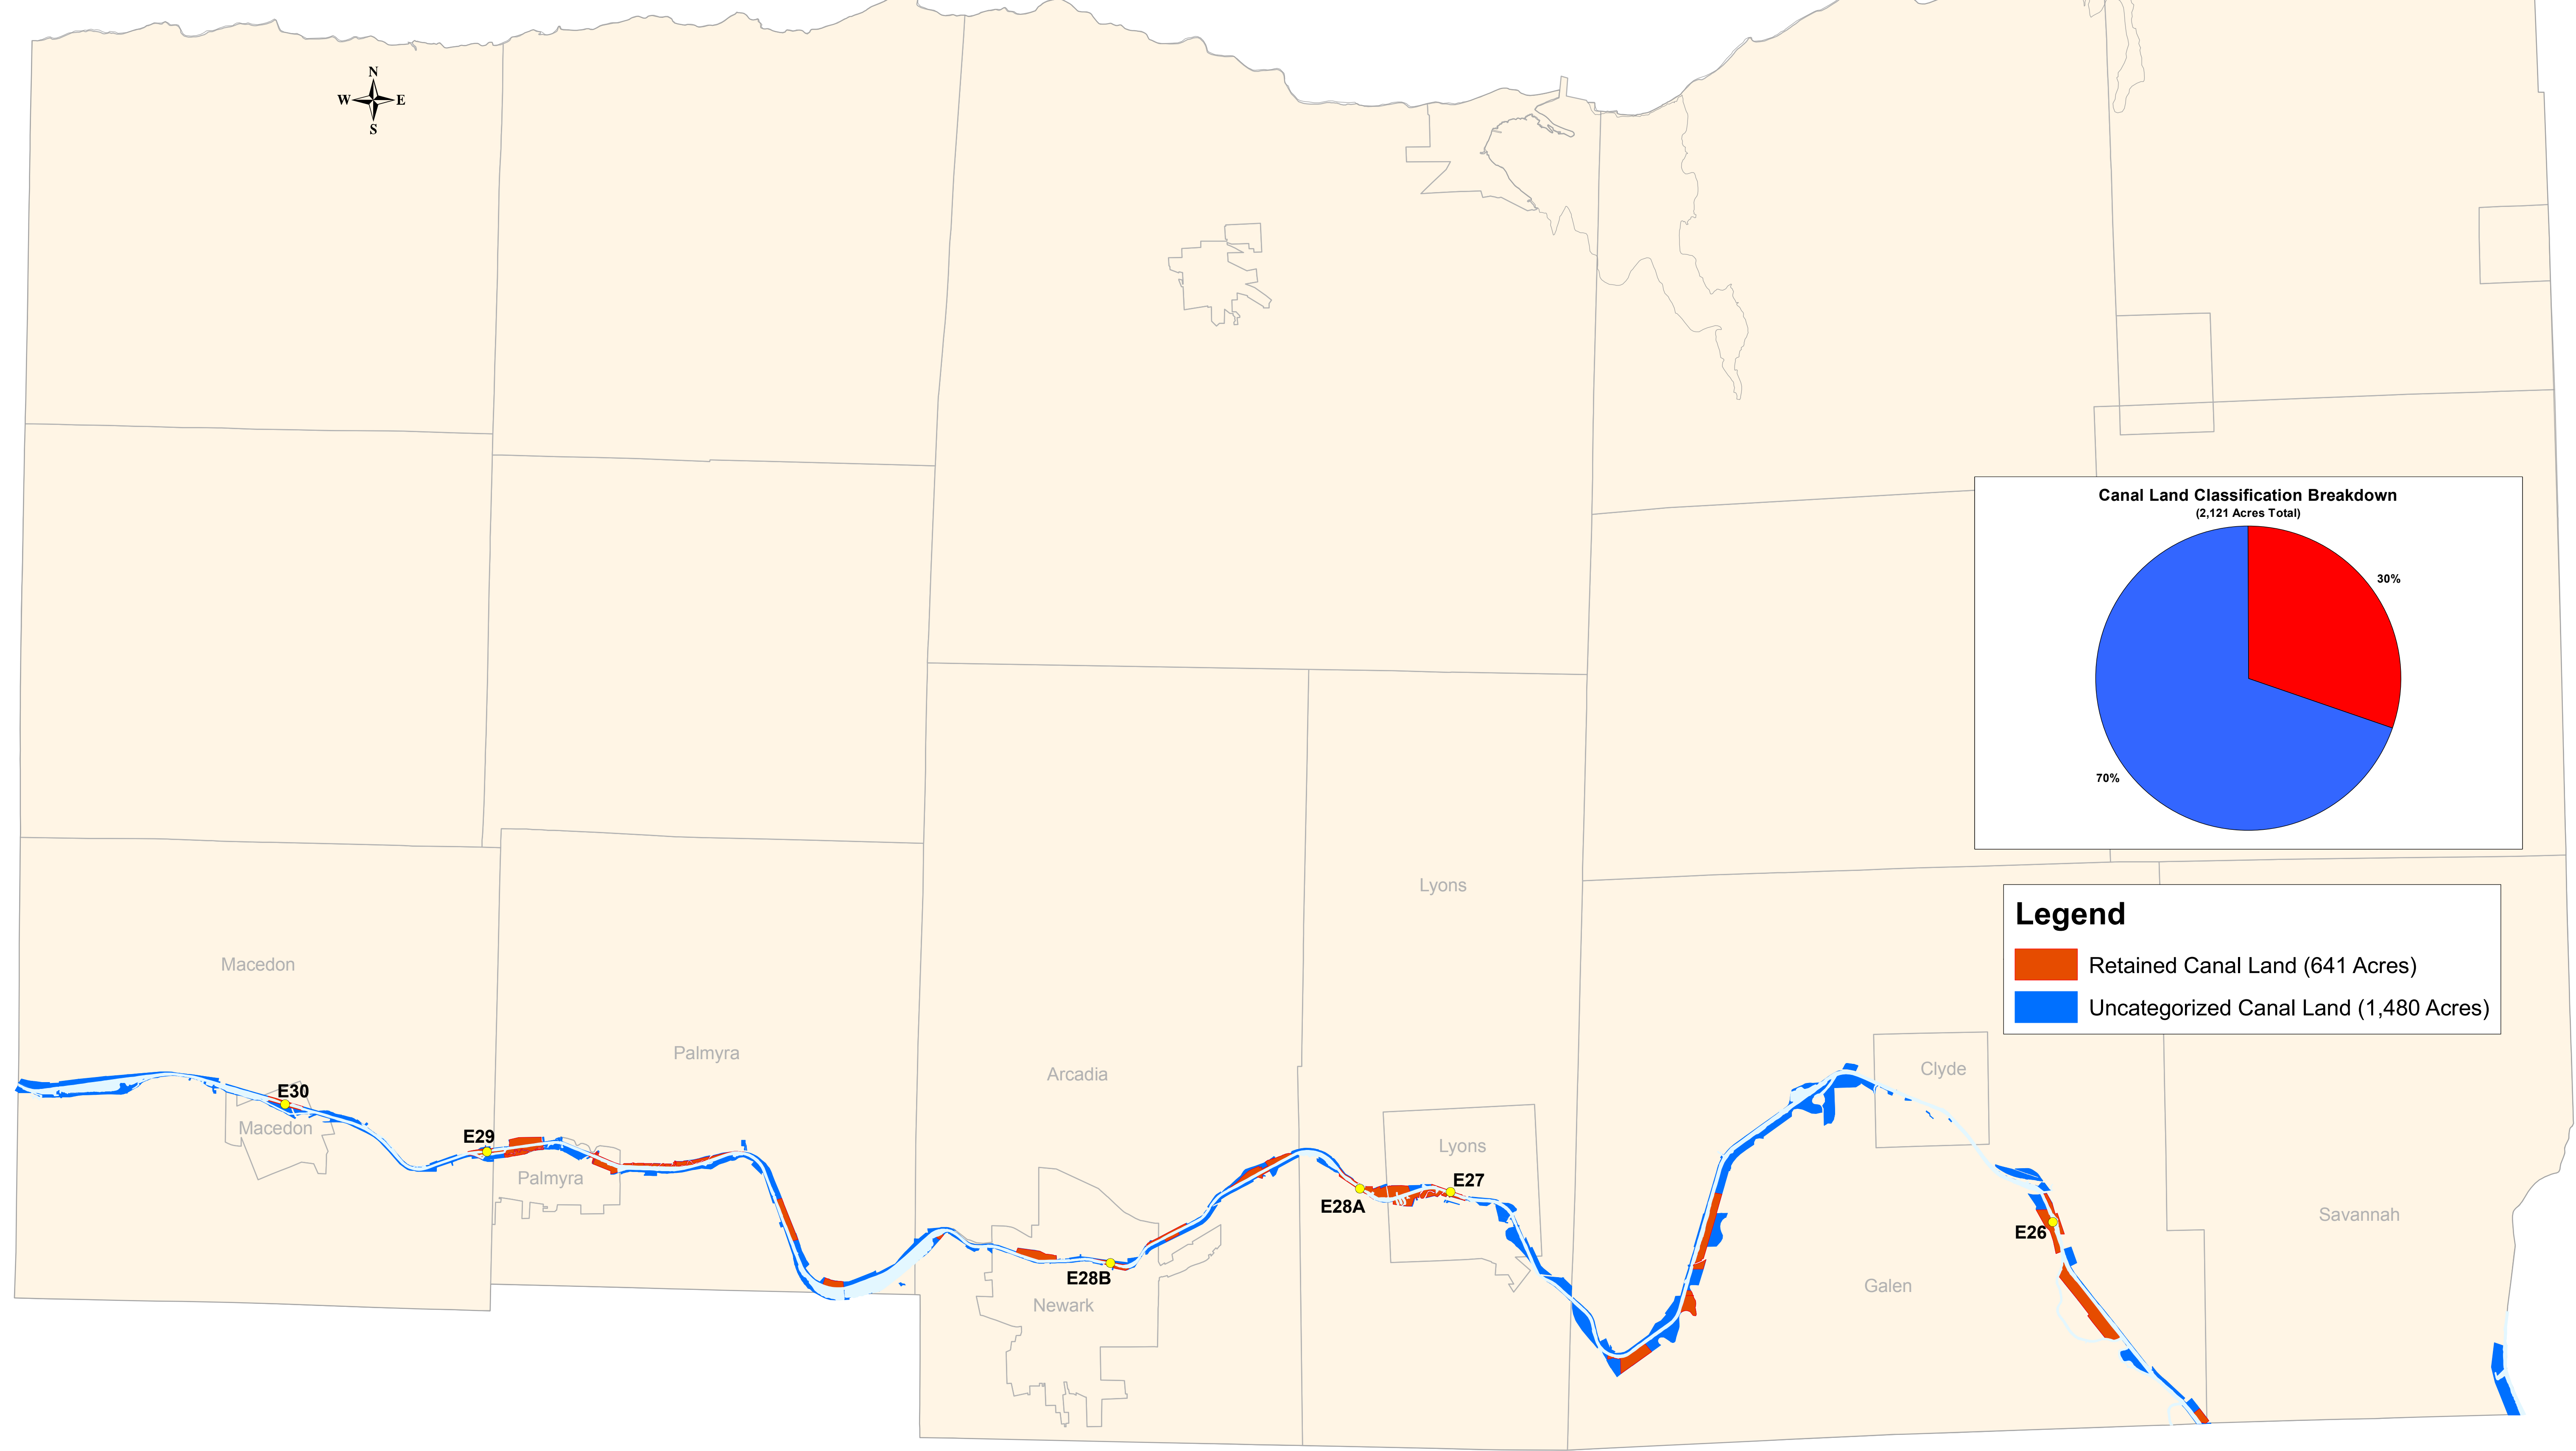 N
W E
S
Canal Land Classification Breakdown
(2,121 Acres Total)
30%
70%
Legend
Retained Canal Land (641 Acres)
Uncategorized Canal Land (1,480 Acres)
Lyons
Macedon
Palmyra
Arcadia
Clyde
E30
Macedon
E29
Palmyra
Lyons
E27
E28A
Savannah
E26
E28B
Galen
Newark